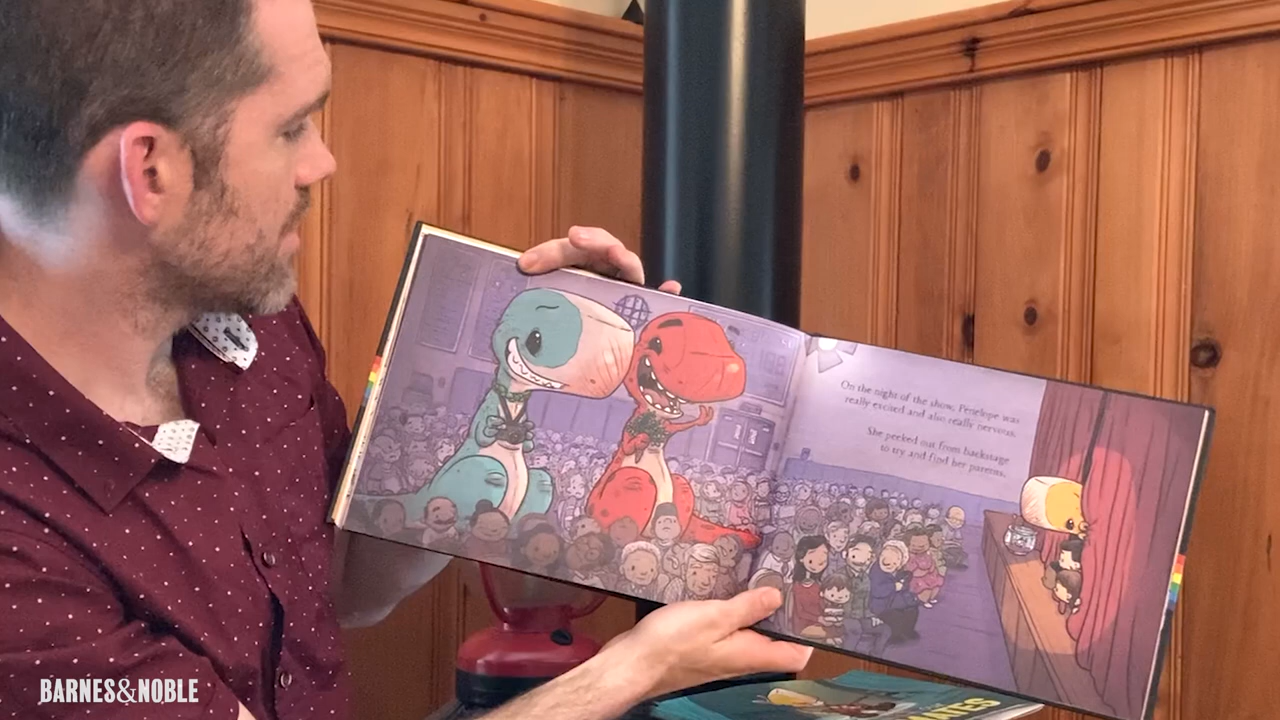 On the night of the show, Penelope was
really excited and also really nervous.
She peeked out from backstage
to try and find her parents.
MATES
BARNES&NOBLE